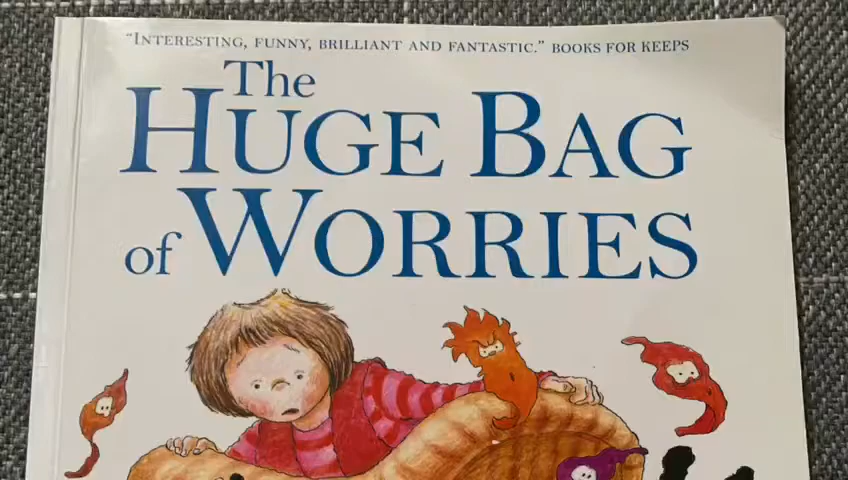 "INTERESTING, FUNNY, BRILLIANT AND FANTASTIC." BOOKS FOR KEEPS
The
HUGE BAG
of WORRIES